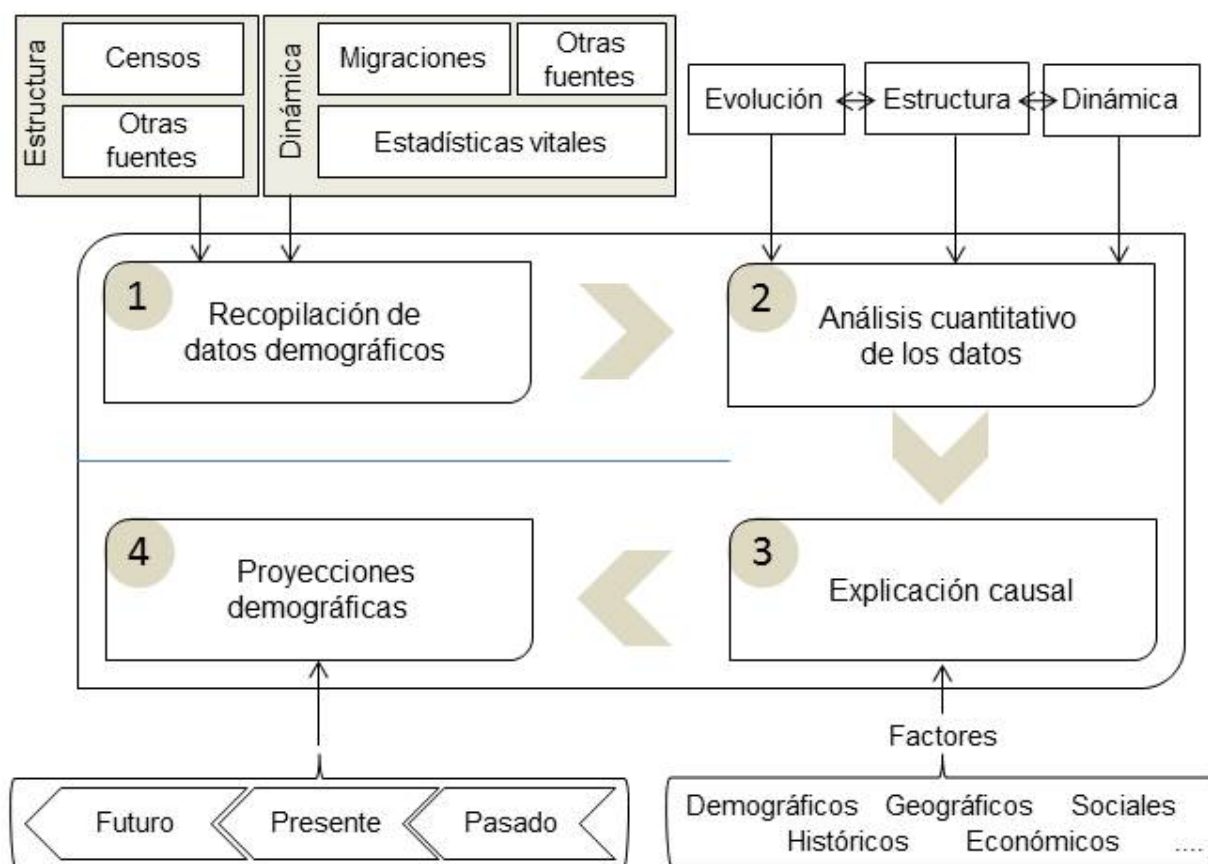 Estructura
Censos
Otras
fuentes
Dinámica
Migraciones
Otras
fuentes
Estadísticas vitales
Evolución
Estructura
Dinámica
1
Recopilación de
datos demográficos
2
Análisis cuantitativo
de los datos
3
Explicación causal
4
Proyecciones
demográficas
Futuro
Presente
Pasado
Factores
Demográficos Geográficos Sociales
Históricos Económicos ....